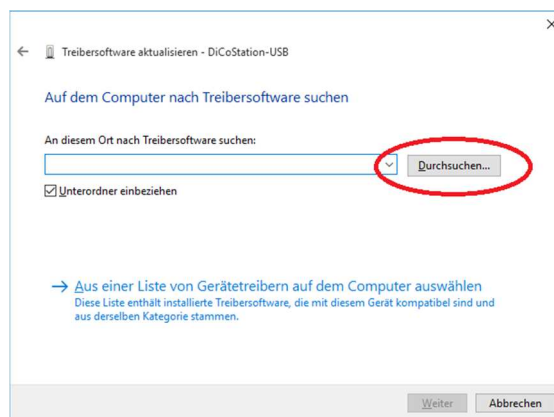 Treibersoftware aktualisieren - DiCoStation-USB
Auf dem Computer nach Treibersoftware suchen
An diesem Ort nach Treibersoftware suchen:
Durchsuchen...
Unterordner einbeziehen
Aus einer Liste von Gerätetreibern auf dem Computer auswählen
Diese Liste enthält installierte Treibersoftware, die mit diesem Gerät kompatibel sind und
aus derselben Kategorie stammen.
Weiter Abbrechen